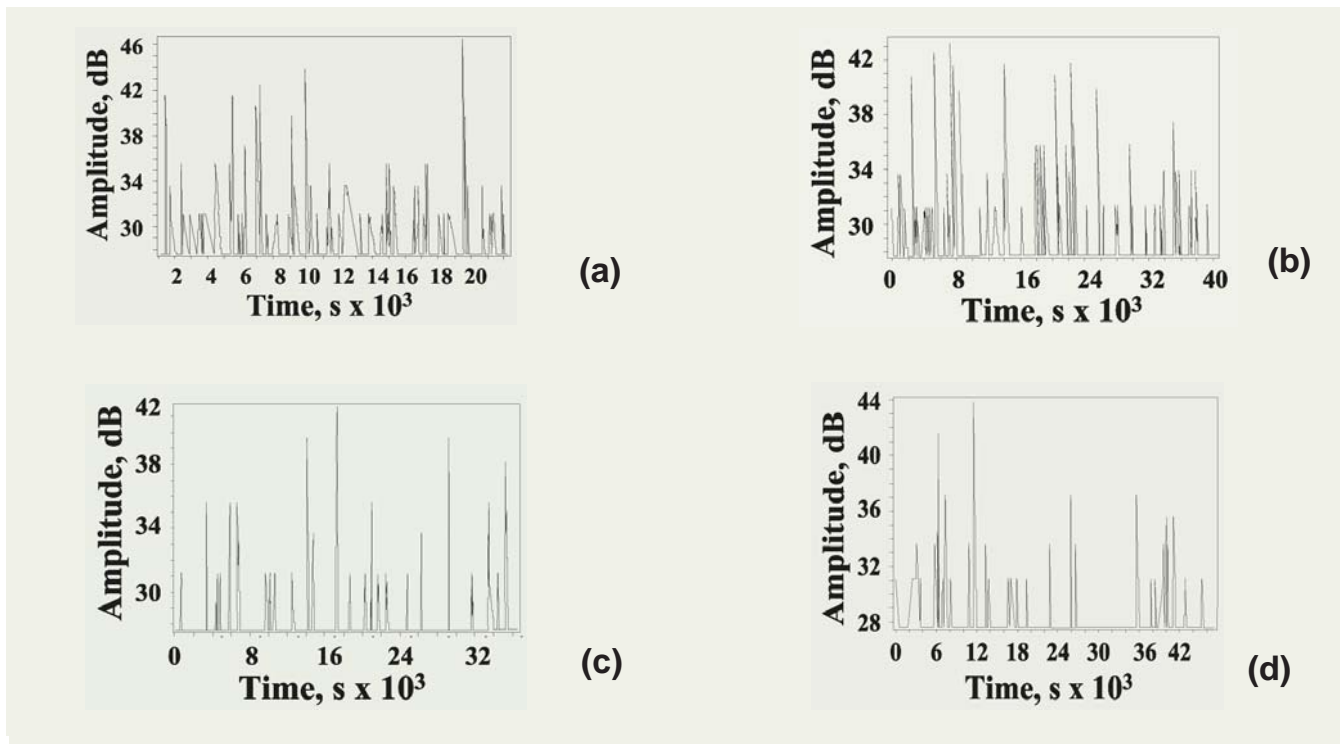 Amplitude, dB
46
42
38
34
30
2 4 6 8 10 12 14 16 18 20
Time, s x 10³
(a)
Amplitude, dB
42
38
34
30
0 8 16 24 32 40
Time, s x 10³
(b)
Amplitude, dB
42
38
34
30
0 8 16 24 32
Time, s x 10³
(c)
Amplitude, dB
44
40
36
32
28
0 6 12 18 24 30 36 42
Time, s x 10³
(d)